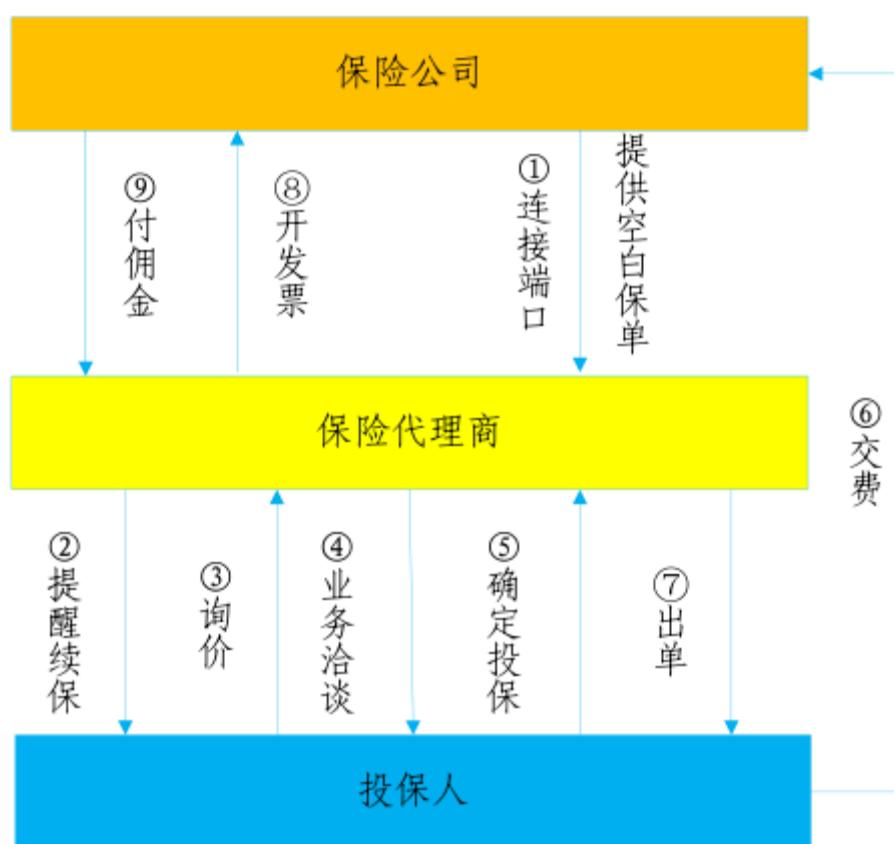 保险公司
⑨付佣金
⑧开发票
①连接端口
提供空白保单
保险代理商
⑥交费
②提醒续保
③询价
④业务洽谈
⑤确定投保
⑦出单
投保人